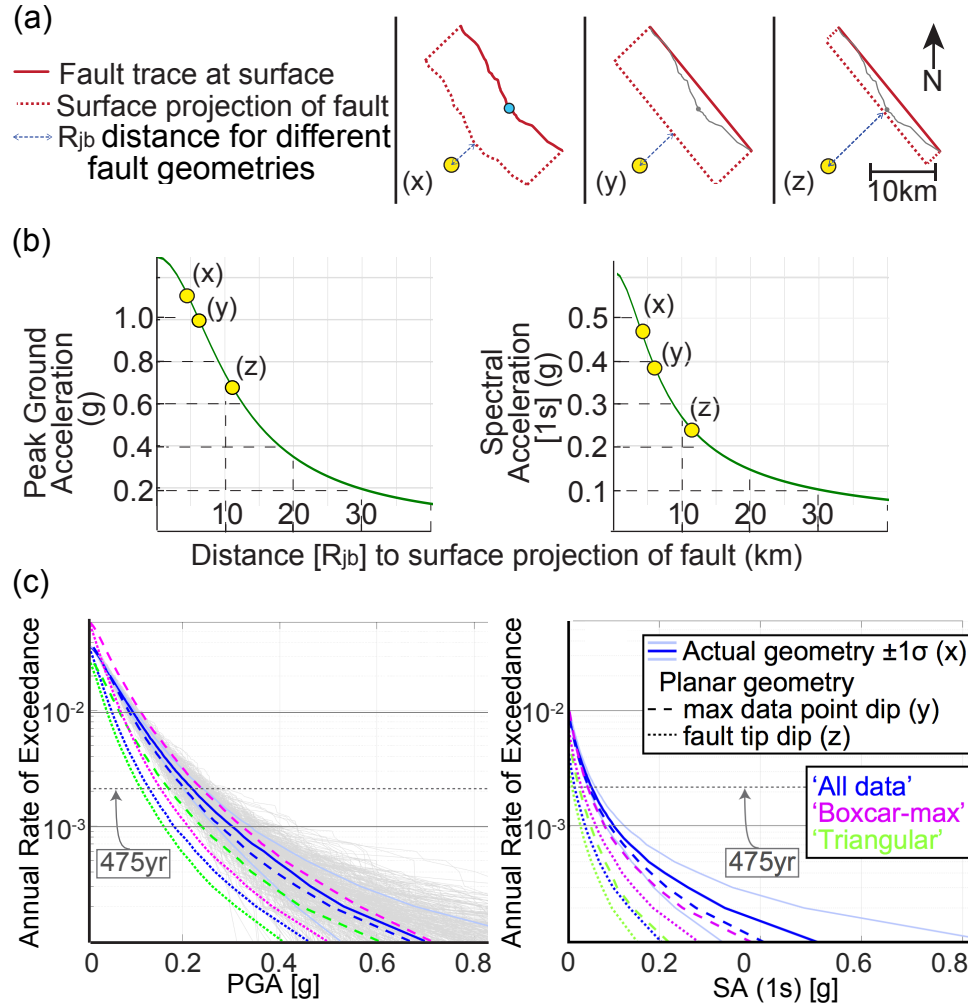 (a)
Fault trace at surface
Surface projection of fault
Rjb distance for different
fault geometries
(x)
(y)
(z)
N
10km
(b)
Peak Ground
Acceleration
(g)
1.0
0.8
0.6
0.4
0.2
10
20
30
(x)
(y)
(z)
Spectral
Acceleration
[1s] (g)
0.5
0.4
0.3
0.2
0.1
10
20
30
(x)
(y)
(z)
Distance [Rjb] to surface projection of fault (km)
(c)
Annual Rate of Exceedance
10-2
10-3
475yr
0
0.2
0.4
0.6
0.8
PGA [g]
Annual Rate of Exceedance
10-2
10-3
475yr
Actual geometry ±1σ (x)
Planar geometry
max data point dip (y)
fault tip dip (z)
‘All data’
‘Boxcar-max’
‘Triangular’
0
0.2
0
0.6
0.8
SA (1s) [g]